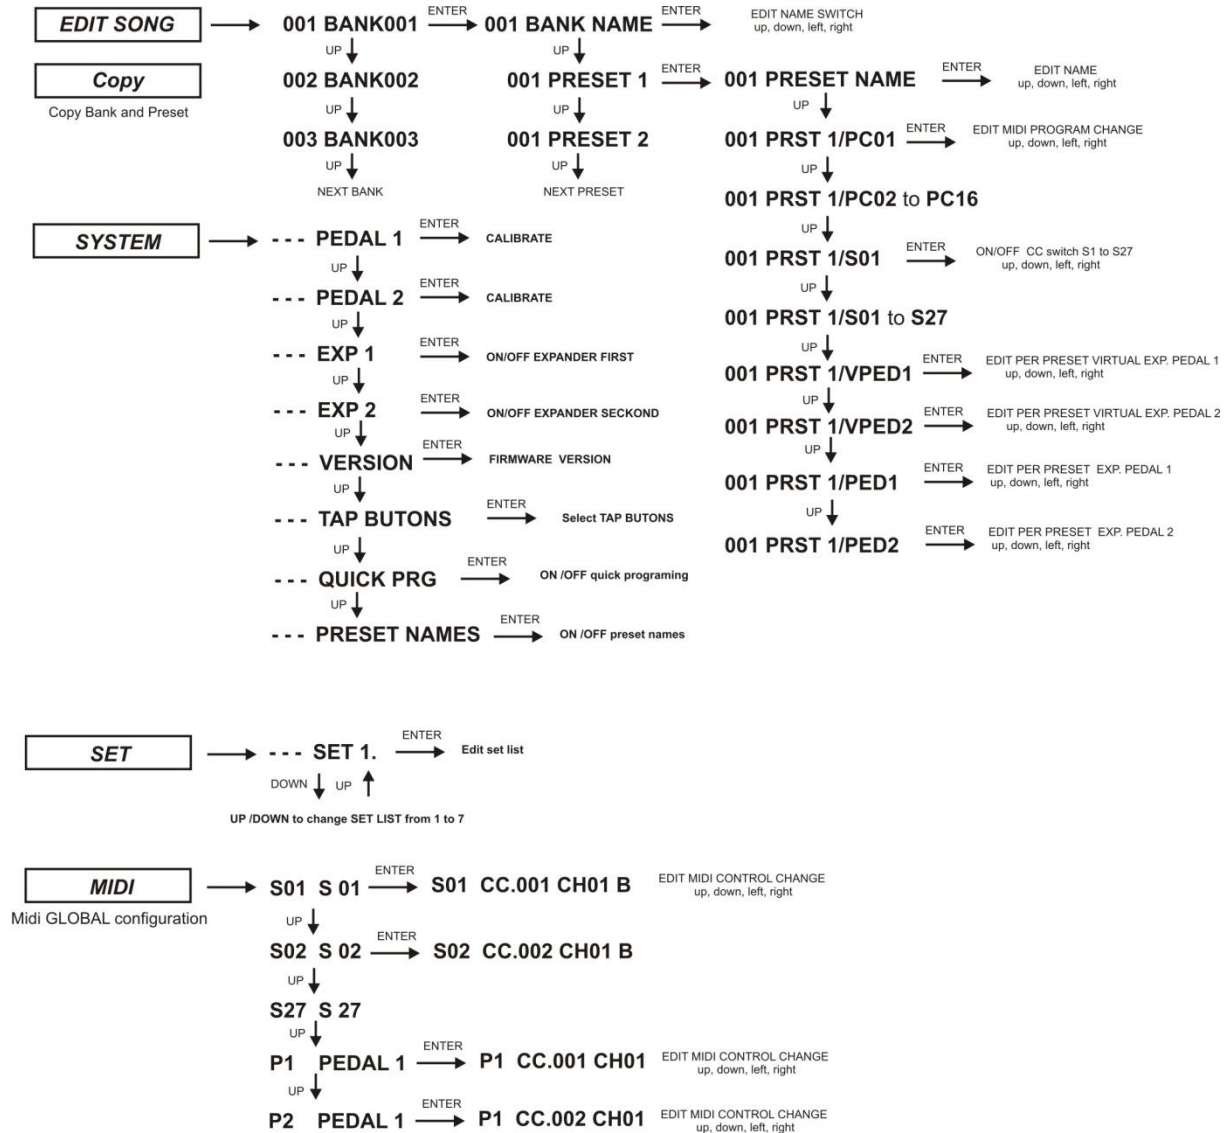 EDIT SONG
001 BANK001
ENTER
001 BANK NAME
ENTER
EDIT NAME SWITCH
up, down, left, right
UP
UP
Copy
Copy Bank and Preset
002 BANK002
001 PRESET 1
ENTER
001 PRESET NAME
ENTER
EDIT NAME
up, down, left, right
UP
UP
UP
003 BANK003
001 PRESET 2
001 PRST 1/PC01
ENTER
EDIT MIDI PROGRAM CHANGE
up, down, left, right
UP
UP
UP
NEXT BANK
NEXT PRESET
001 PRST 1/PC02 to PC16
UP
001 PRST 1/S01
ENTER
ON/OFF CC switch S1 to S27
up, down, left, right
UP
001 PRST 1/S01 to S27
UP
001 PRST 1/VPED1
ENTER
EDIT PER PRESET VIRTUAL EXP. PEDAL 1
up, down, left, right
UP
001 PRST 1/VPED2
ENTER
EDIT PER PRESET VIRTUAL EXP. PEDAL 2
up, down, left, right
UP
001 PRST 1/PED1
ENTER
EDIT PER PRESET EXP. PEDAL 1
up, down, left, right
UP
001 PRST 1/PED2
ENTER
EDIT PER PRESET EXP. PEDAL 2
up, down, left, right
SYSTEM
--- PEDAL 1
ENTER
CALIBRATE
UP
--- PEDAL 2
ENTER
CALIBRATE
UP
--- EXP 1
ENTER
ON/OFF EXPANDER FIRST
UP
--- EXP 2
ENTER
ON/OFF EXPANDER SECKOND
UP
--- VERSION
ENTER
FIRMWARE VERSION
UP
--- TAP BUTONS
ENTER
Select TAP BUTONS
UP
--- QUICK PRG
ENTER
ON /OFF quick programing
UP
--- PRESET NAMES
ENTER
ON /OFF preset names
SET
--- SET 1.
ENTER
Edit set list
DOWN
UP
UP /DOWN to change SET LIST from 1 to 7
MIDI
Midi GLOBAL configuration
S01 S 01
ENTER
S01 CC.001 CH01 B
EDIT MIDI CONTROL CHANGE
up, down, left, right
UP
S02 S 02
ENTER
S02 CC.002 CH01 B
UP
S27 S 27
UP
P1 PEDAL 1
ENTER
P1 CC.001 CH01
EDIT MIDI CONTROL CHANGE
up, down, left, right
UP
P2 PEDAL 1
ENTER
P1 CC.002 CH01
EDIT MIDI CONTROL CHANGE
up, down, left, right